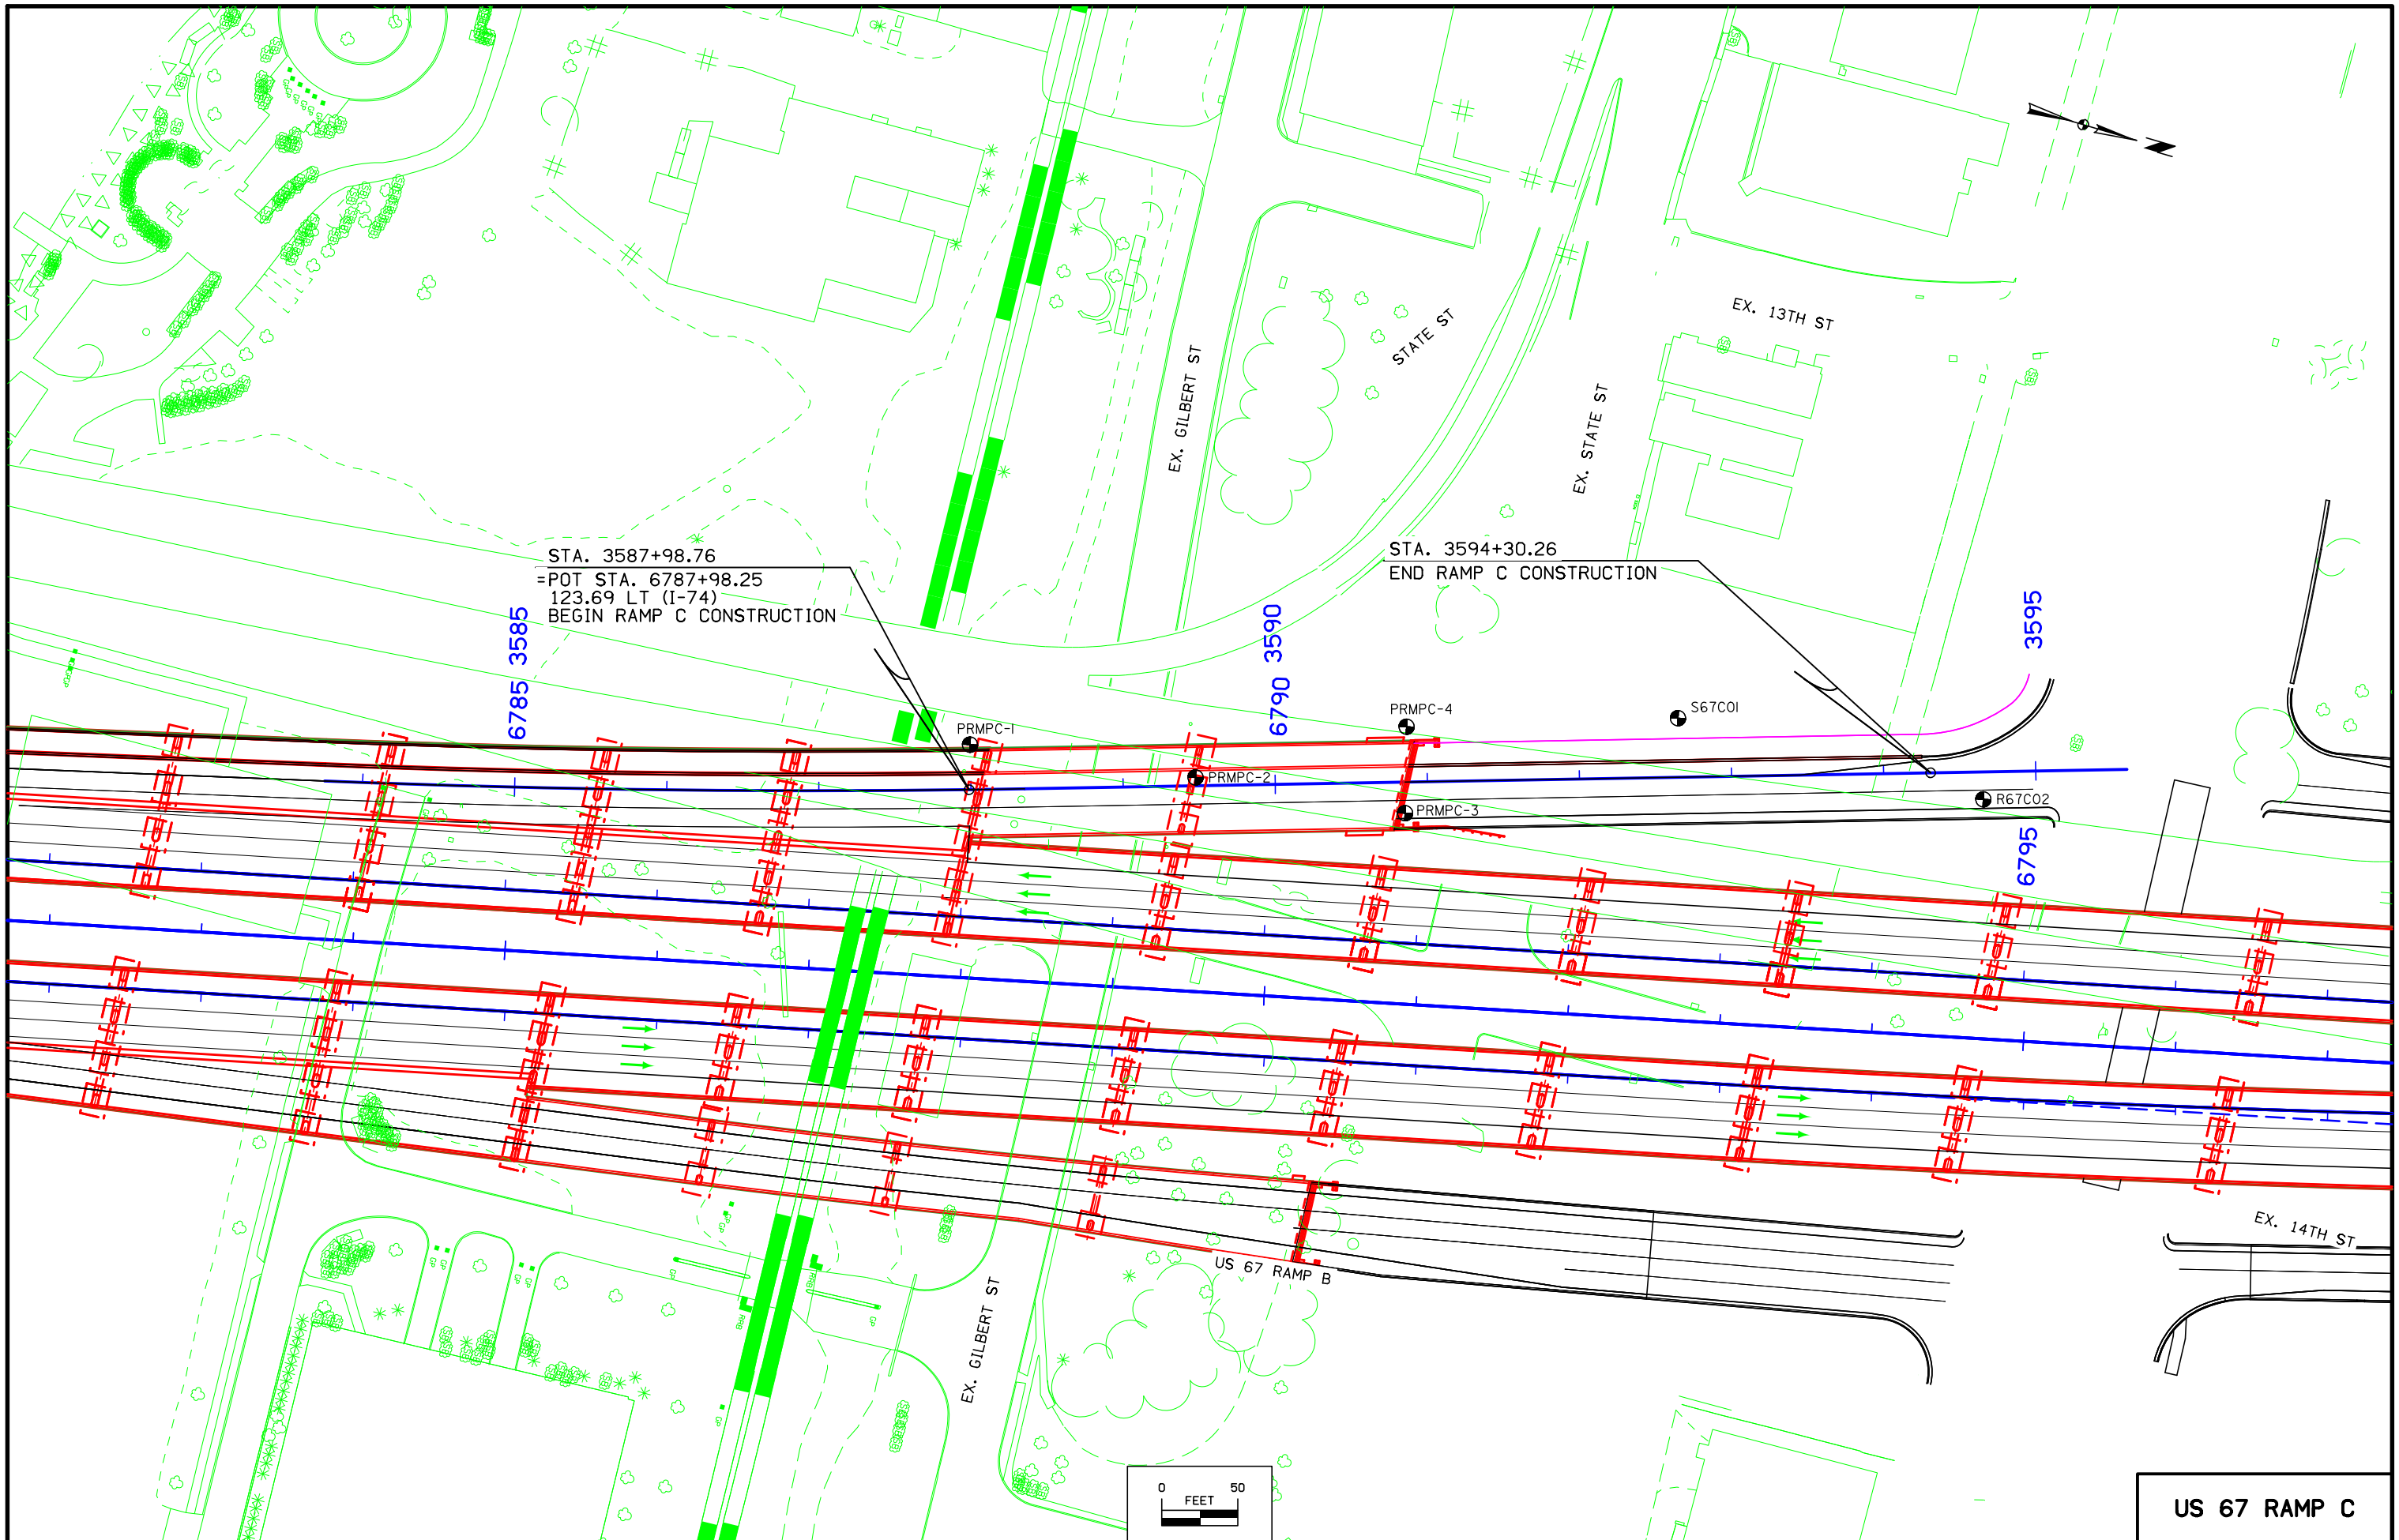 EX. 13TH ST
STATE ST
EX. GILBERT ST
EX. STATE ST
STA. 3587+98.76
=POT STA. 6787+98.25
123.69 LT (I-74)
BEGIN RAMP C CONSTRUCTION
STA. 3594+30.26
END RAMP C CONSTRUCTION
3585
6785
3590
6790
3595
6795
PRMPC-1
PRMPC-2
PRMPC-3
PRMPC-4
S67C01
R67C02
EX. 14TH ST
US 67 RAMP B
EX. GILBERT ST
0 50
FEET
US 67 RAMP C